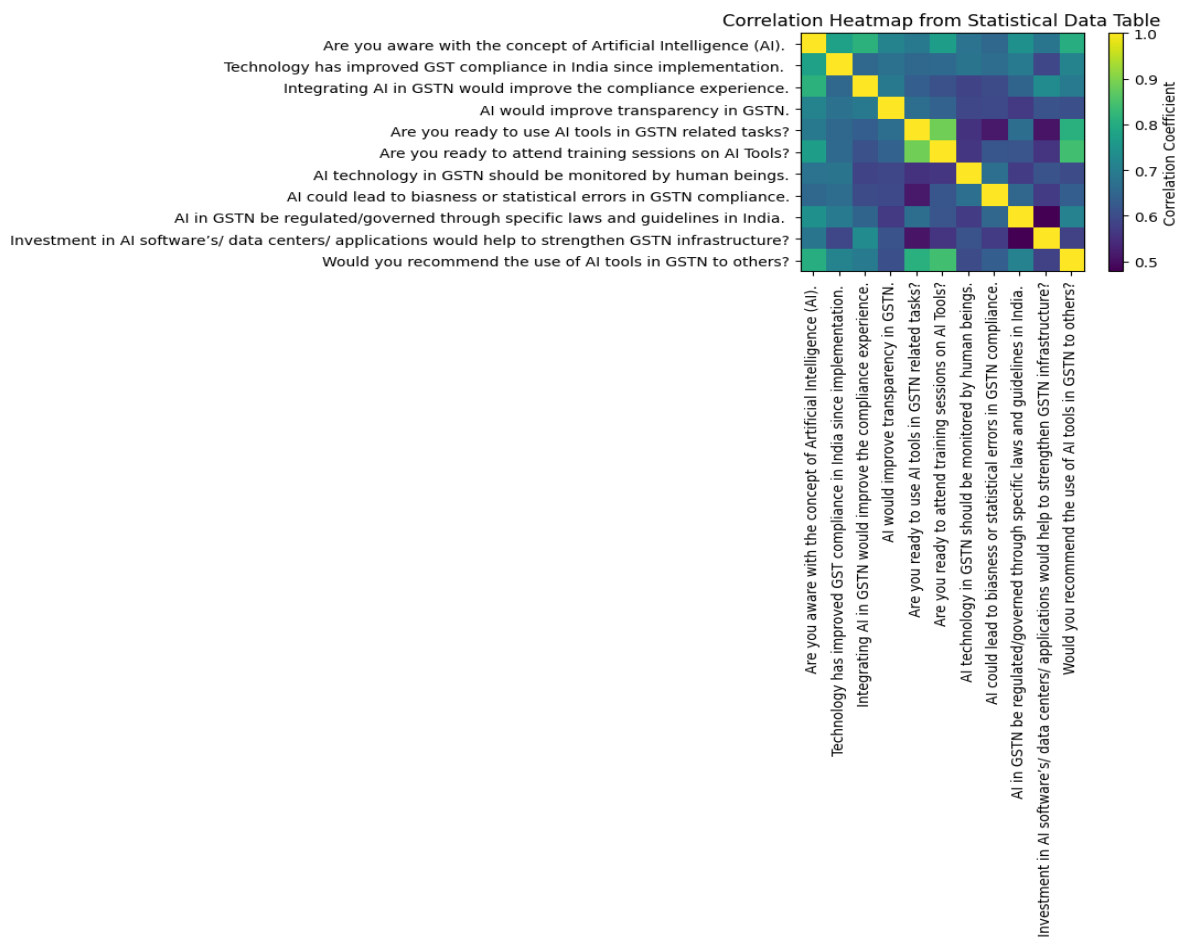 Correlation Heatmap from Statistical Data Table
Are you aware with the concept of Artificial Intelligence (AI).
Technology has improved GST compliance in India since implementation.
Integrating AI in GSTN would improve the compliance experience.
AI would improve transparency in GSTN.
Are you ready to use AI tools in GSTN related tasks?
Are you ready to attend training sessions on AI Tools?
AI technology in GSTN should be monitored by human beings.
AI could lead to biasness or statistical errors in GSTN compliance.
AI in GSTN be regulated/governed through specific laws and guidelines in India.
Investment in AI software’s/ data centers/ applications would help to strengthen GSTN infrastructure?
Would you recommend the use of AI tools in GSTN to others?
Are you aware with the concept of Artificial Intelligence (AI).
Technology has improved GST compliance in India since implementation.
Integrating AI in GSTN would improve the compliance experience.
AI would improve transparency in GSTN.
Are you ready to use AI tools in GSTN related tasks?
Are you ready to attend training sessions on AI Tools?
AI technology in GSTN should be monitored by human beings.
AI could lead to biasness or statistical errors in GSTN compliance.
AI in GSTN be regulated/governed through specific laws and guidelines in India.
Investment in AI software’s/ data centers/ applications would help to strengthen GSTN infrastructure?
Would you recommend the use of AI tools in GSTN to others?
1.0
0.9
0.8
0.7
0.6
0.5
Correlation Coefficient